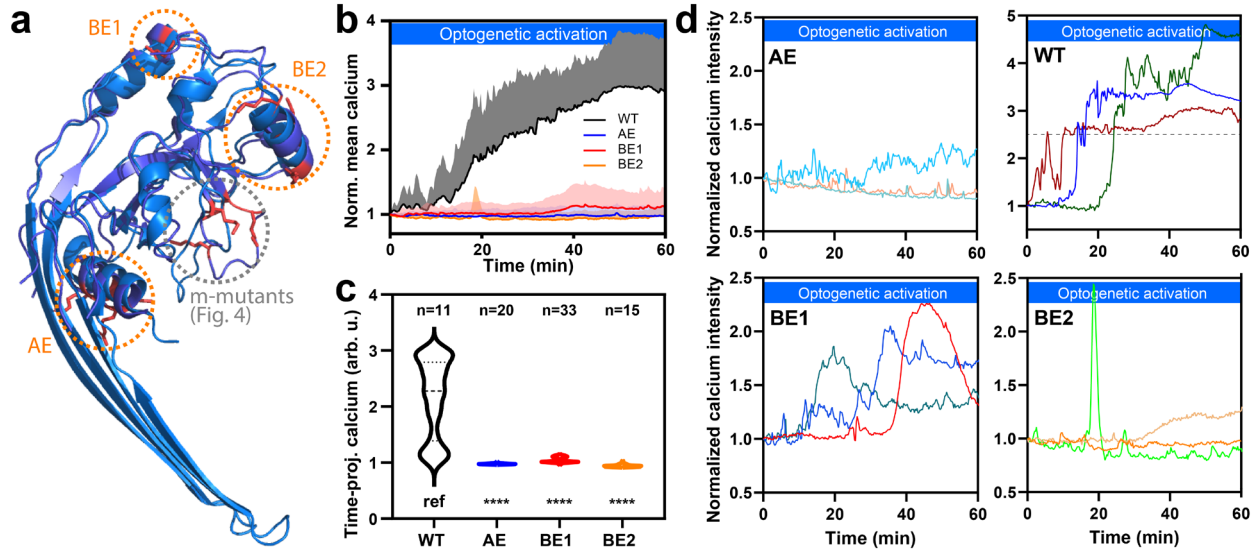 a
BE1
BE2
m-mutants
(Fig. 4)
AE
b
Norm. mean calcium
4
3
2
1
Optogenetic activation
WT
AE
BE1
BE2
0
20
40
60
Time (min)
c
Time-proj. calcium (arb. u.)
4
3
2
1
0
n=11
n=20
n=33
n=15
ref
****
****
****
WT
AE
BE1
BE2
d
Normalized calcium intensity
2.5
2.0
1.5
1.0
0.5
Optogenetic activation
AE
0
20
40
60
5
4
3
2
1
Optogenetic activation
WT
0
20
40
60
Normalized calcium intensity
2.5
2.0
1.5
1.0
0.5
Optogenetic activation
BE1
0
20
40
60
Time (min)
2.5
2.0
1.5
1.0
0.5
Optogenetic activation
BE2
0
20
40
60
Time (min)